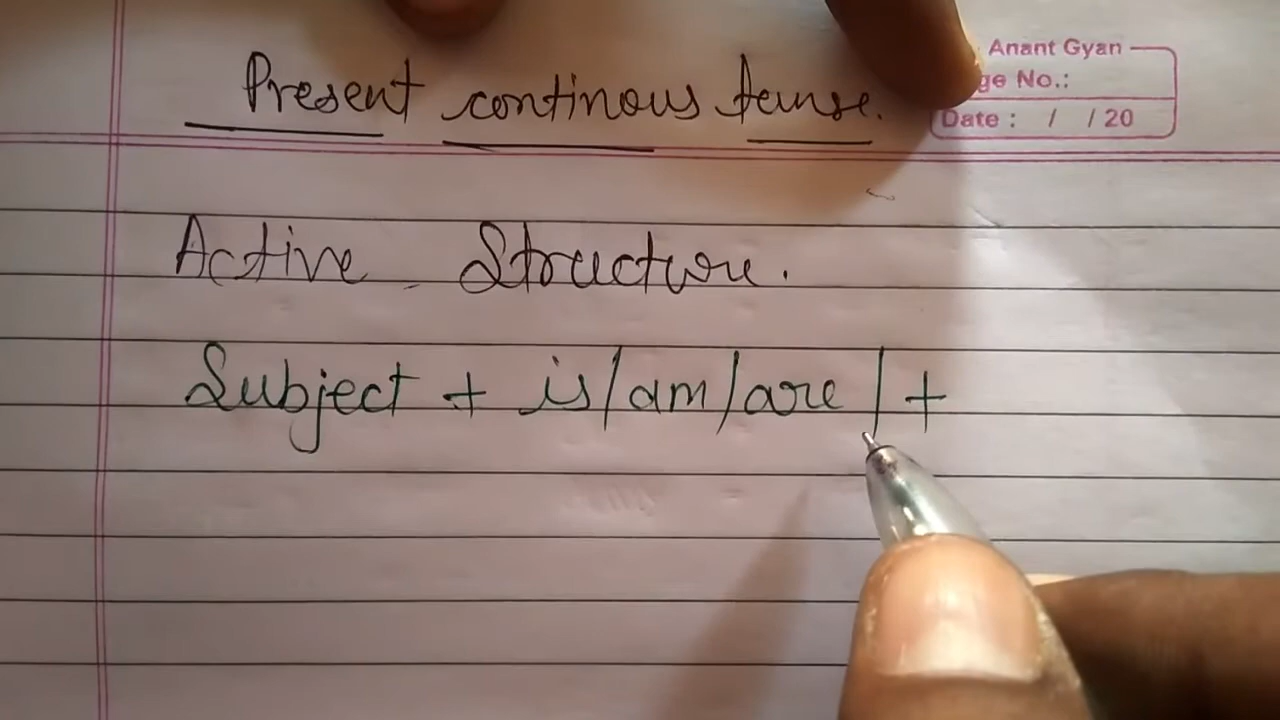 Anant Gyan
ge No.:
Date : / / 20
Present continous tense.
Active Structure.
Subject + is/am/are / +